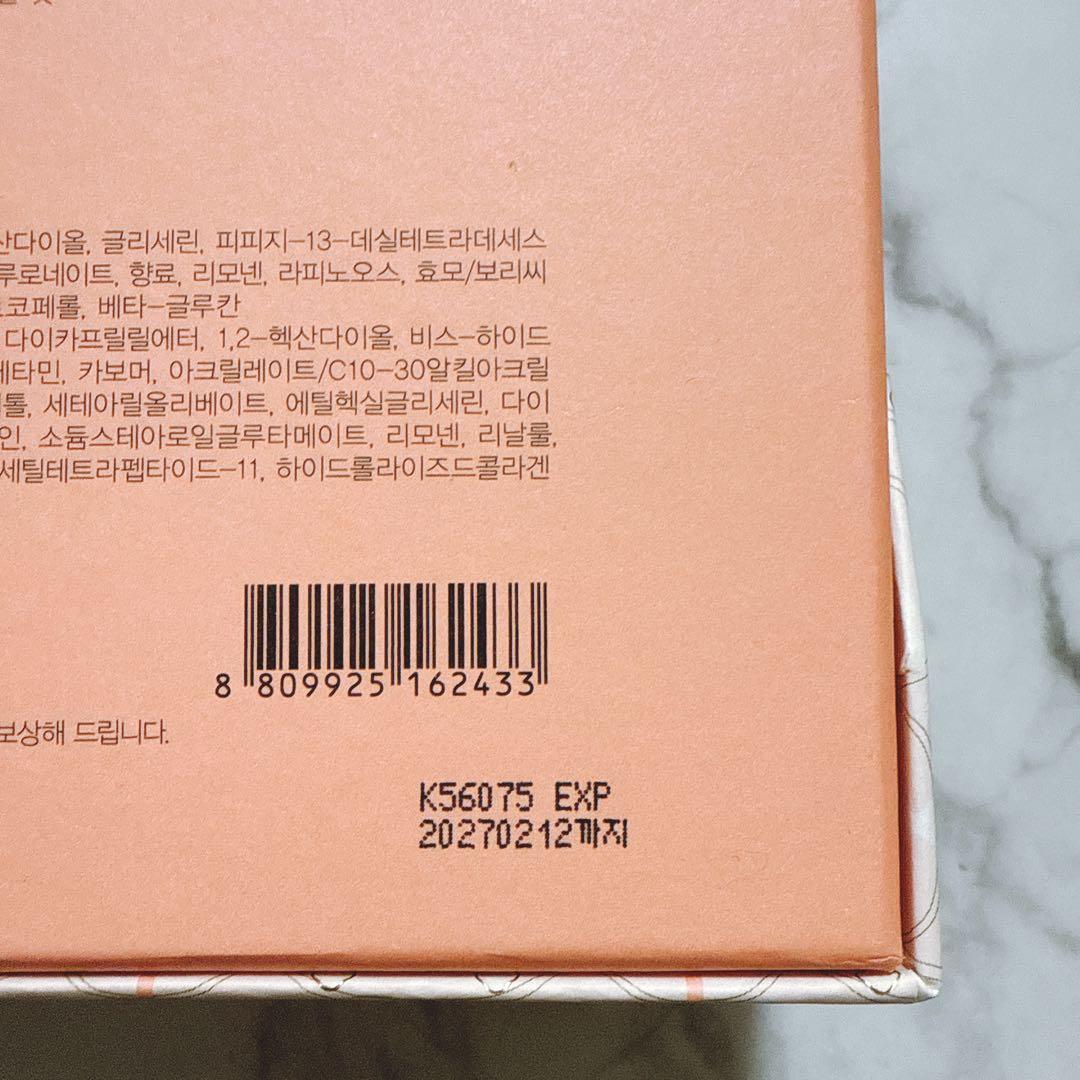 산다이올, 글리세린, 피피지-13-데실테트라데세스
루로네이트, 향료, 리모넨, 라피노오스, 효모/보리씨
코페롤, 베타-글루칸
다이카프릴릴에터, 1,2-헥산다이올, 비스-하이드
타민, 카보머, 아크릴레이트/C10-30알킬아크릴
톨, 세테아릴올리베이트, 에틸헥실글리세린, 다이
인, 소듐스테아로일글루타메이트, 리모넨, 리날룰,
세틸테트라펩타이드-11, 하이드롤라이즈드콜라겐
8 809925 162433
보상해 드립니다.
K56075 EXP
20270212까지